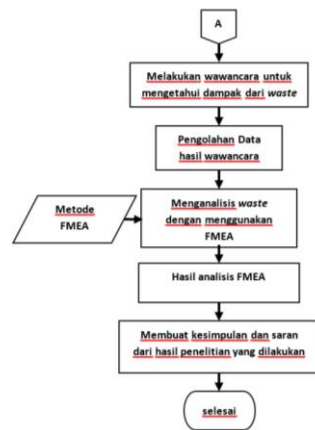 A
Melakukan wawancara untuk
mengetahui dampak dari waste
Pengolahan Data
hasil wawancara
Metode
FMEA
Menganalisis waste
dengan menggunakan
FMEA
Hasil analisis FMEA
Membuat kesimpulan dan saran
dari hasil penelitian yang dilakukan
selesai